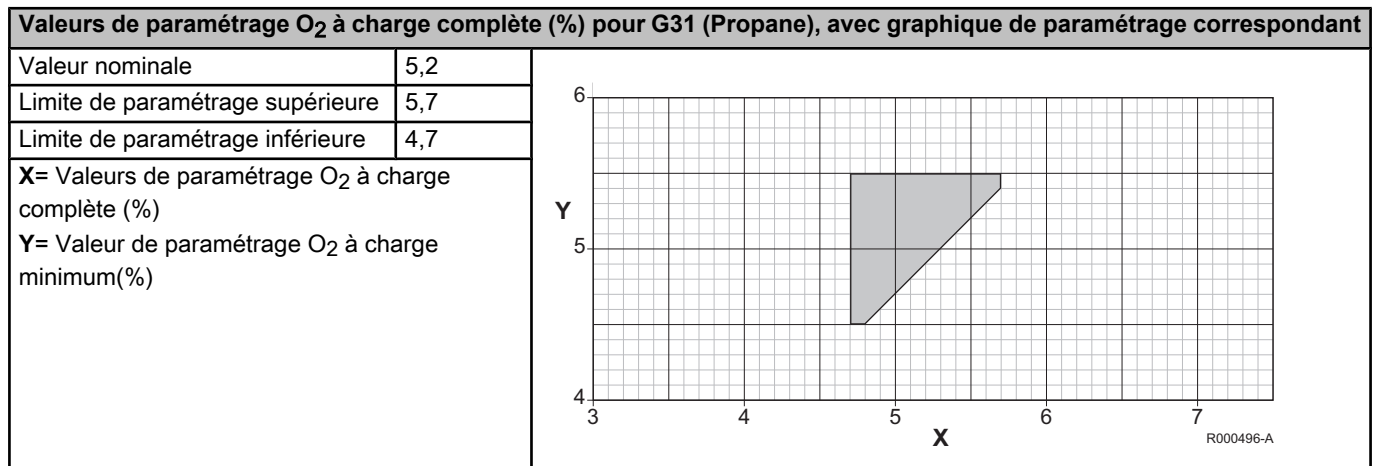 Valeurs de paramétrage O2 à charge complète (%) pour G31 (Propane), avec graphique de paramétrage correspondant
Valeur nominale 5,2
Limite de paramétrage supérieure 5,7
Limite de paramétrage inférieure 4,7
X= Valeurs de paramétrage O2 à charge
complète (%)
Y= Valeur de paramétrage O2 à charge
minimum(%)
6
Y
5
4
3 4 5 6 7
X
R000496-A